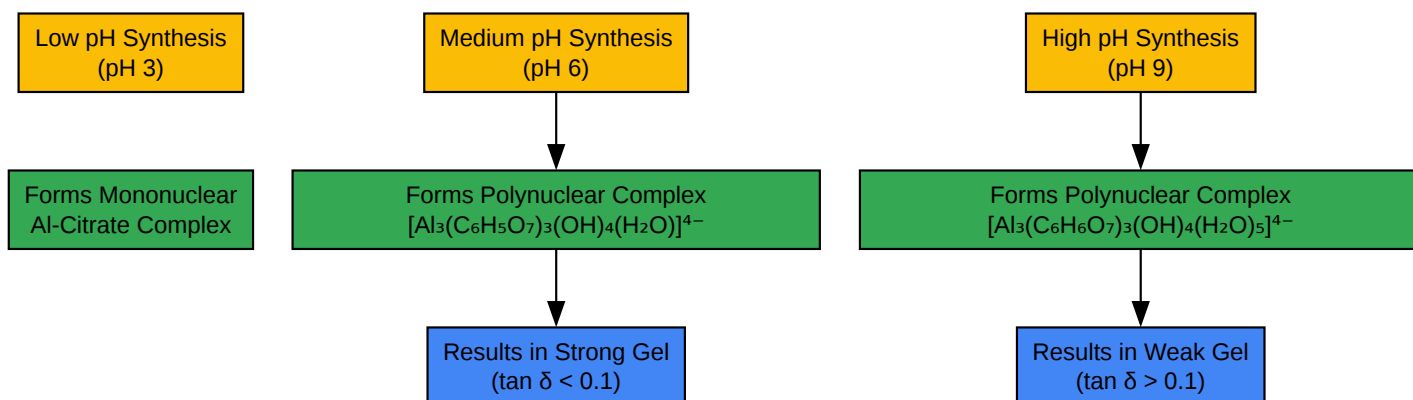 Low pH Synthesis
(pH 3)
Medium pH Synthesis
(pH 6)
High pH Synthesis
(pH 9)
Forms Mononuclear
Al-Citrate Complex
Forms Polynuclear Complex
[Al₃(C₆H₅O₇)₃(OH)₄(H₂O)]⁴⁻
Forms Polynuclear Complex
[Al₃(C₆H₆O₇)₃(OH)₄(H₂O)₅]⁴⁻
Results in Strong Gel
(tan δ < 0.1)
Results in Weak Gel
(tan δ > 0.1)